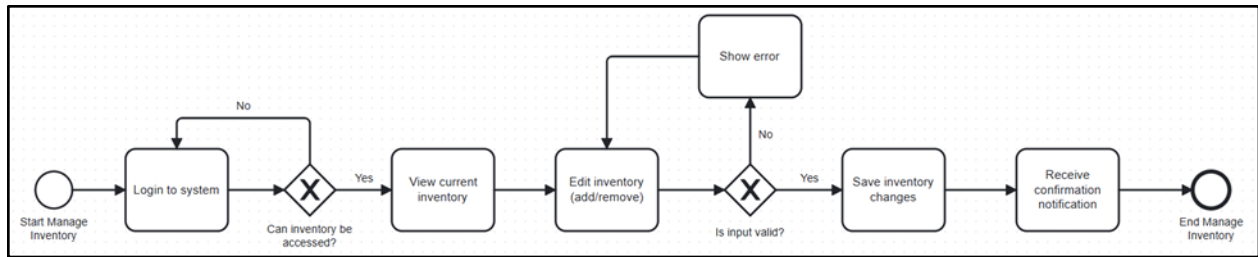 Show error
No
No
Login to system
Yes
View current
inventory
Edit inventory
(add/remove)
Yes
Save inventory
changes
Receive
confirmation
notification
Start Manage
Inventory
Can inventory be
accessed?
Is input valid?
End Manage
Inventory